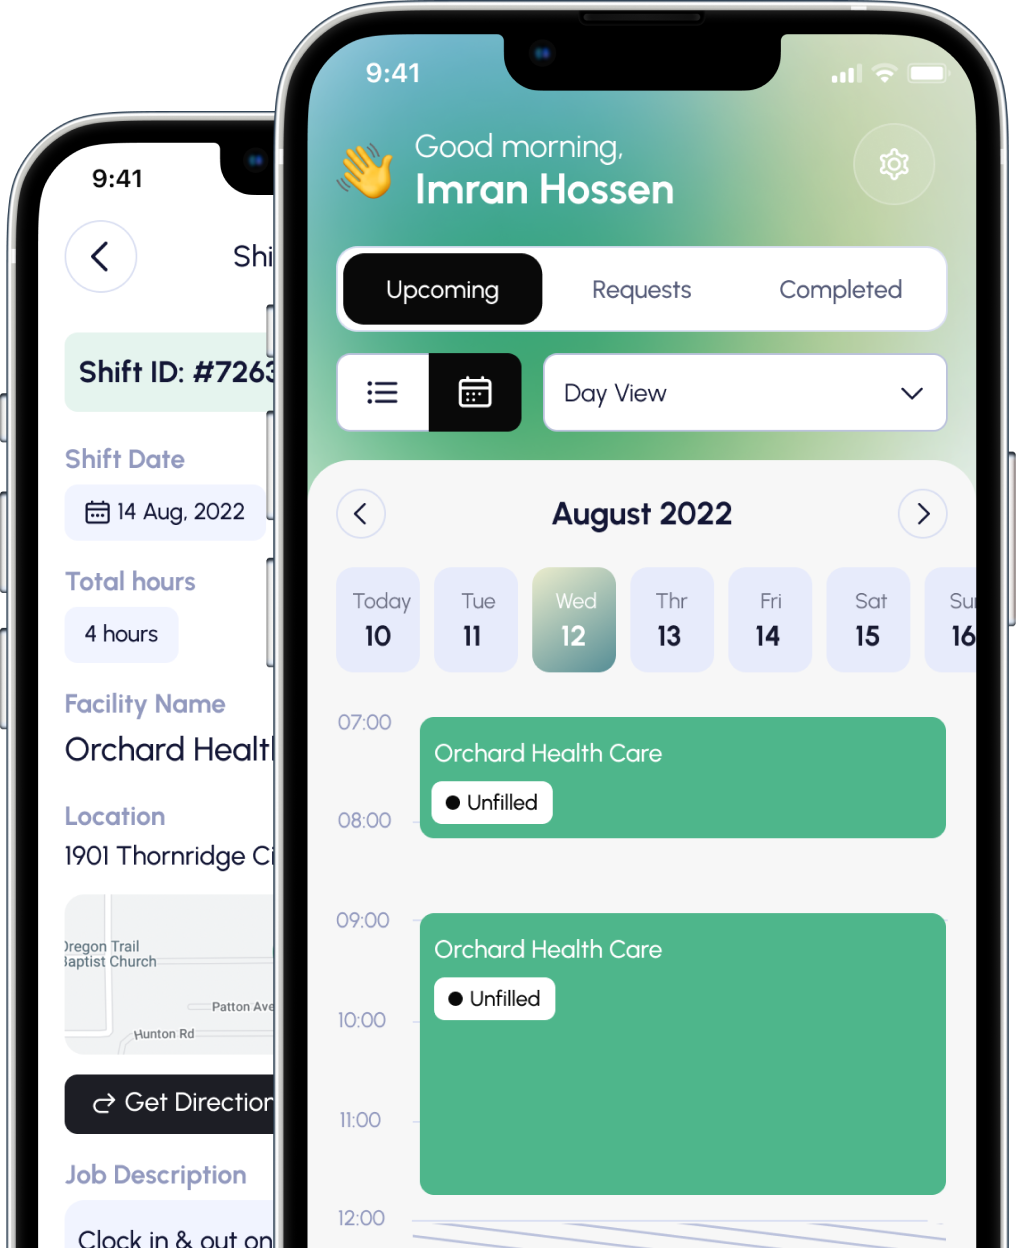 9:41
Shi
Shift ID: #7263
Shift Date
14 Aug, 2022
Total hours
4 hours
Facility Name
Orchard Healtl
Location
1901 Thornridge Ci
Oregon Trail
Baptist Church
Patton Ave
Hunton Rd
Get Direction
Job Description
Clock in & out on
9:41
Good morning,
Imran Hossen
Upcoming Requests Completed
Day View
August 2022
Today Tue Wed Thr Fri Sat Sun
10 11 12 13 14 15 16
07:00
Orchard Health Care
Unfilled
08:00
09:00
Orchard Health Care
Unfilled
10:00
11:00
12:00